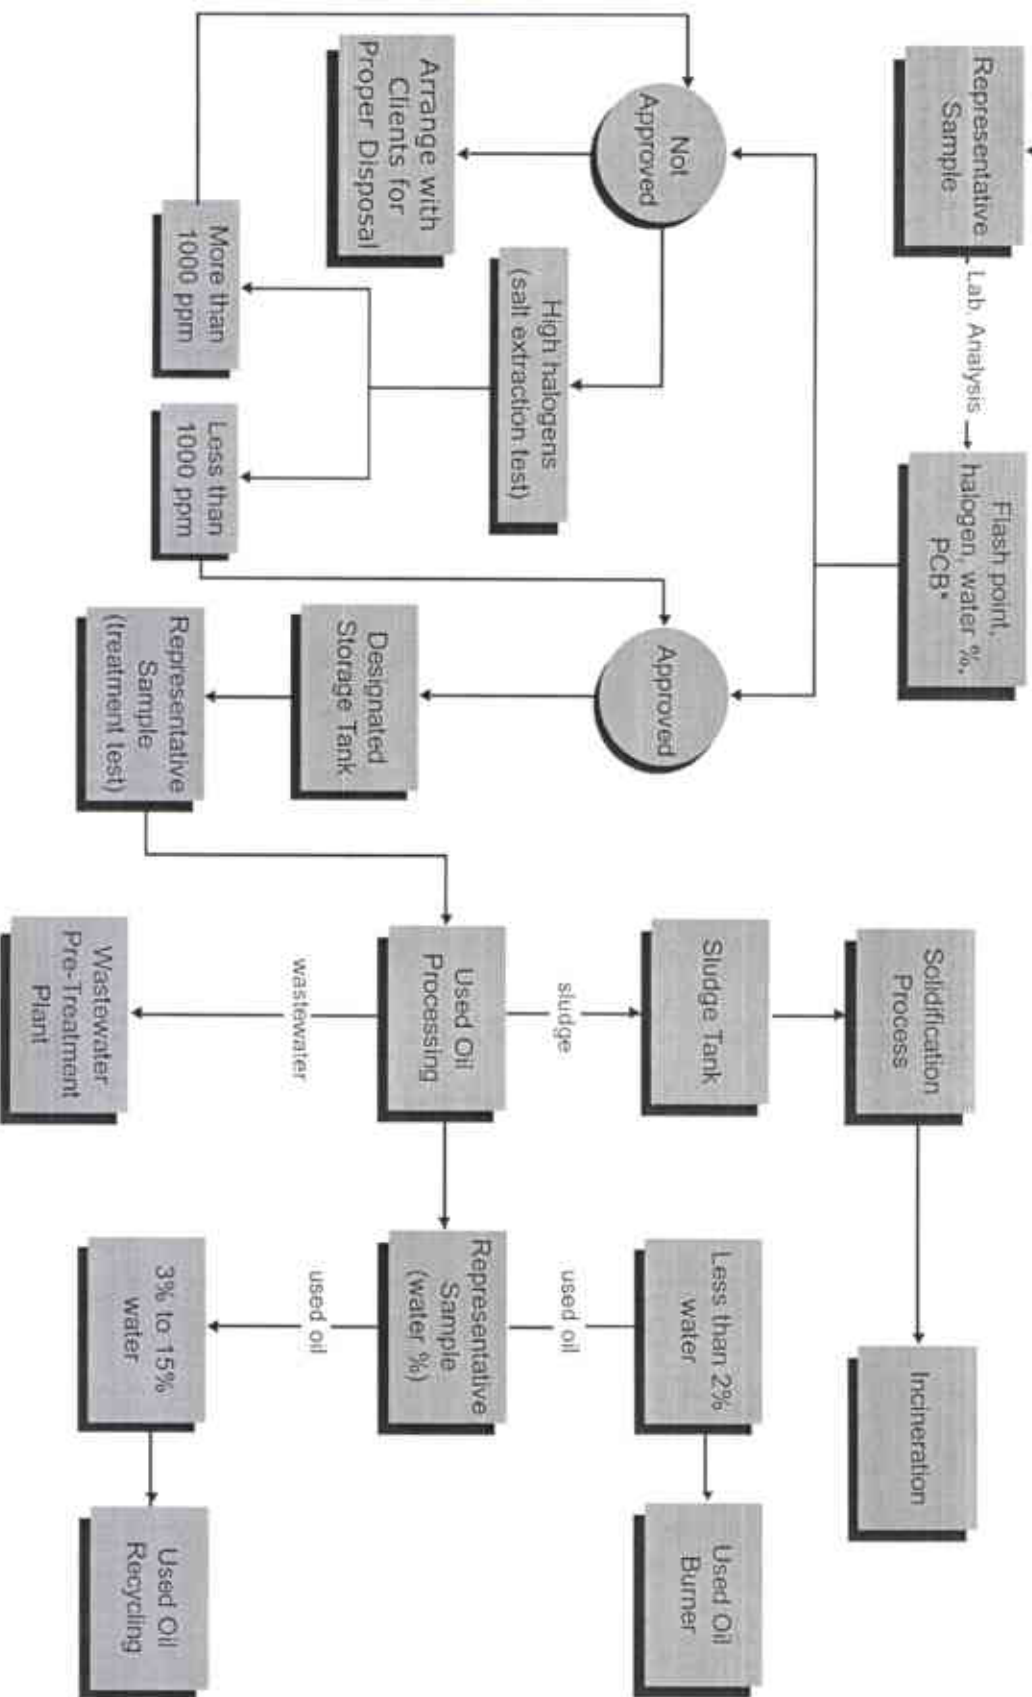 Representative
Sample
Lab. Analysis
Flash point,
halogen, water %,
PCB*
Not
Approved
Approved
Arrange with
Clients for
Proper Disposal
High halogens
(salt extraction test)
More than
1000 ppm
Less than
1000 ppm
Designated
Storage Tank
Representative
Sample
(treatment test)
Solidification
Process
Incineration
Sludge Tank
sludge
Used Oil
Processing
wastewater
Wastewater
Pre-Treatment
Plant
Less than 2%
water
Used Oil
Burner
used oil
Representative
Sample
(water %)
used oil
3% to 15%
water
Used Oil
Recycling